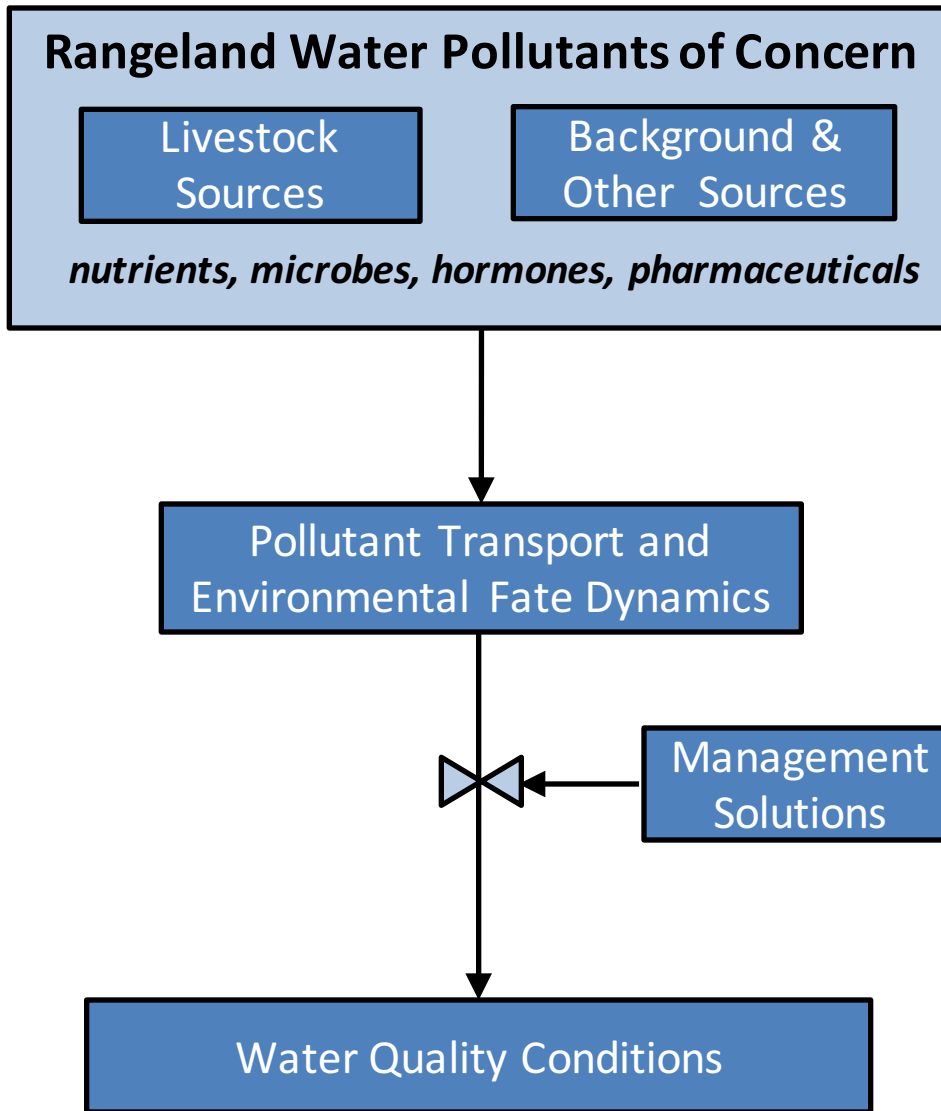 Rangeland Water Pollutants of Concern
Livestock
Sources
Background &
Other Sources
nutrients, microbes, hormones, pharmaceuticals
Pollutant Transport and
Environmental Fate Dynamics
Management
Solutions
Water Quality Conditions